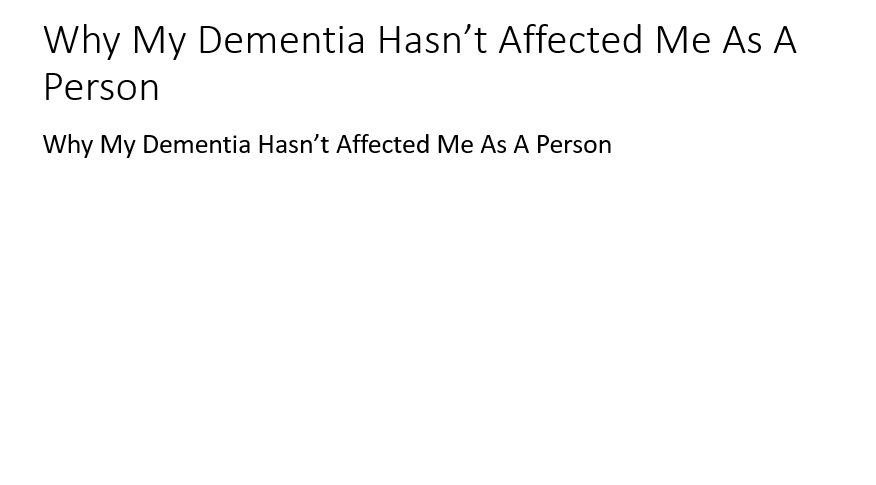 Why My Dementia Hasn’t Affected Me As A
Person
Why My Dementia Hasn’t Affected Me As A Person